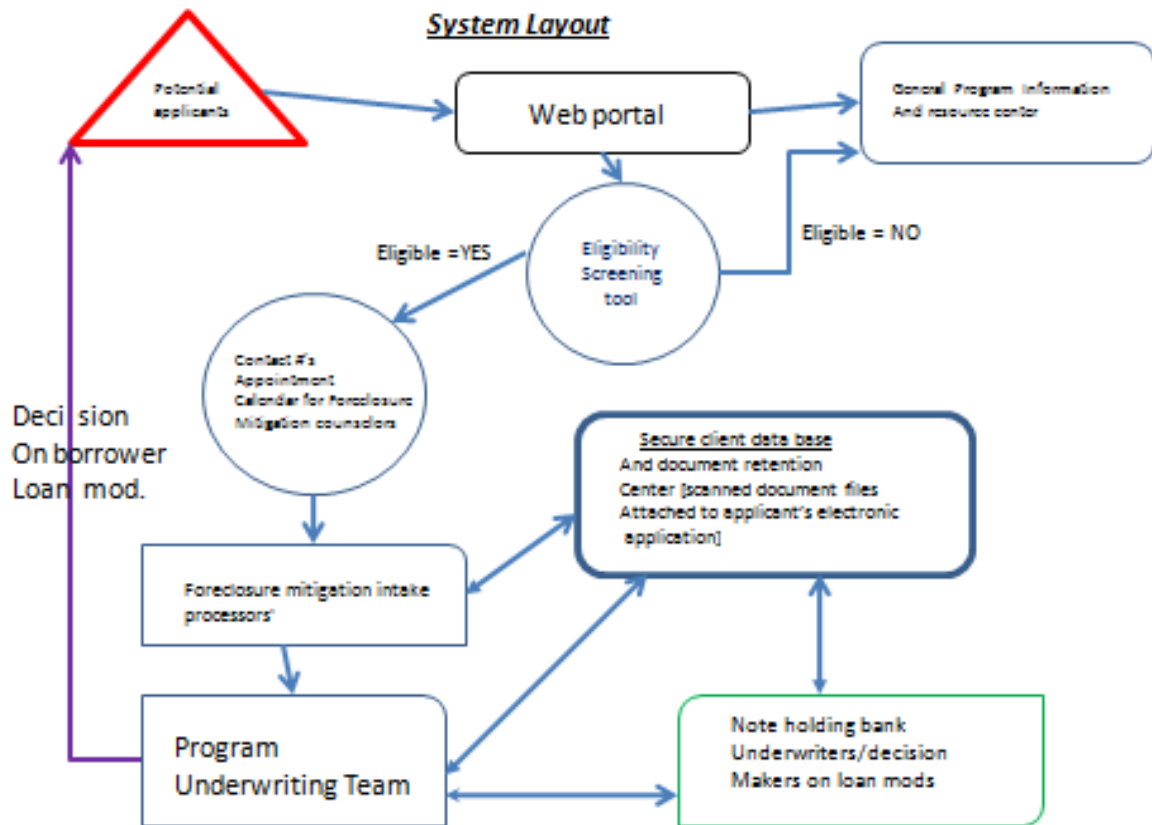 System Layout
Potential
applicants
Web portal
General Program Information
And resource center
Eligible =YES
Eligibility
Screening
tool
Eligible = NO
Contact #'s
Appointment
Calendar for Foreclosure
Mitigation counselors
Decision
On borrower
Loan mod.
Secure client data base
And document retention
Center [scanned document files
Attached to applicant's electronic
application]
Foreclosure mitigation intake
processors'
Program
Underwriting Team
Note holding bank
Underwriters/decision
Makers on loan mods